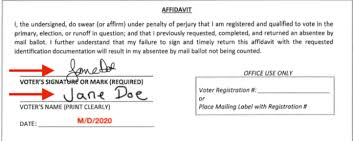 AFFIDAVIT
I, the undersigned, do swear (or affirm) under penalty of perjury that I am registered and qualified to vote in the
primary, election, or runoff in question; and that I previously requested, completed, and returned an absentee by
mail ballot. I further understand that my failure to sign and timely return this affidavit with the requested
identification documentation will result in my absentee by mail ballot not being counted.
Jane Doe
VOTER'S SIGNATURE OR MARK (REQUIRED)
Jane Doe
VOTER'S NAME (PRINT CLEARLY)
DATE: M/D/2020
OFFICE USE ONLY
Voter Registration #:
or
Place Mailing Label with Registration #